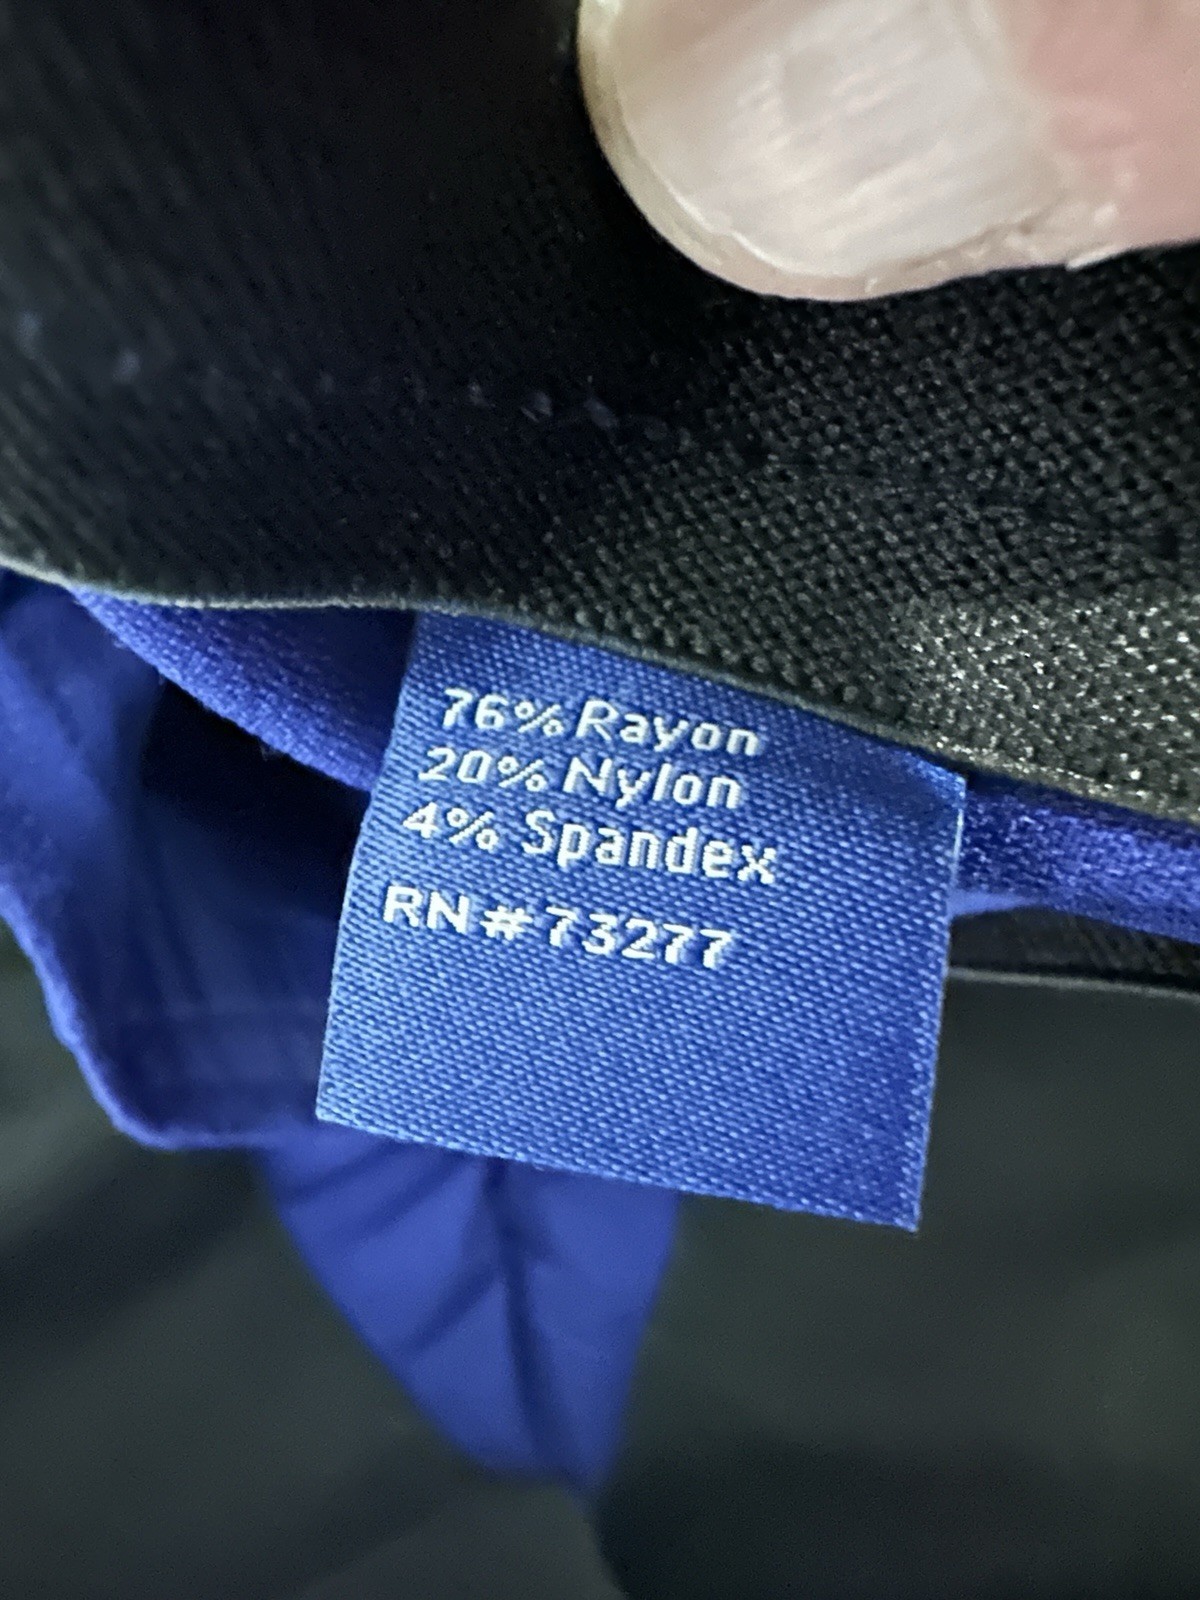 76% Rayon
20% Nylon
4% Spandex
RN # 73277